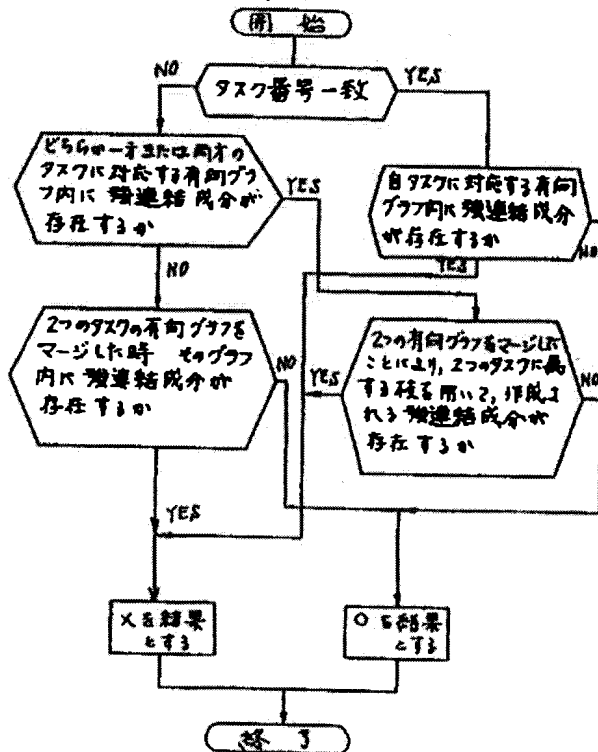 開始
タスク番号一致
NO
YES
どちらか一方または両方の
タスクに対応する有向グラ
フ内に強連結成分が
存在するか
YES
NO
自タスクに対応する有向
グラフ内に強連結成分
が存在するか
YES
NO
2つのタスクの有向グラフを
マージした時 そのグラフ
内に強連結成分が
存在するか
NO
YES
2つの有向グラフをマージした
ことにより、2つのタスクに属
する枝を用いて、作成さ
れる強連結成分が
存在するか
YES
NO
×を結果
とする
○を結果
とする
終了